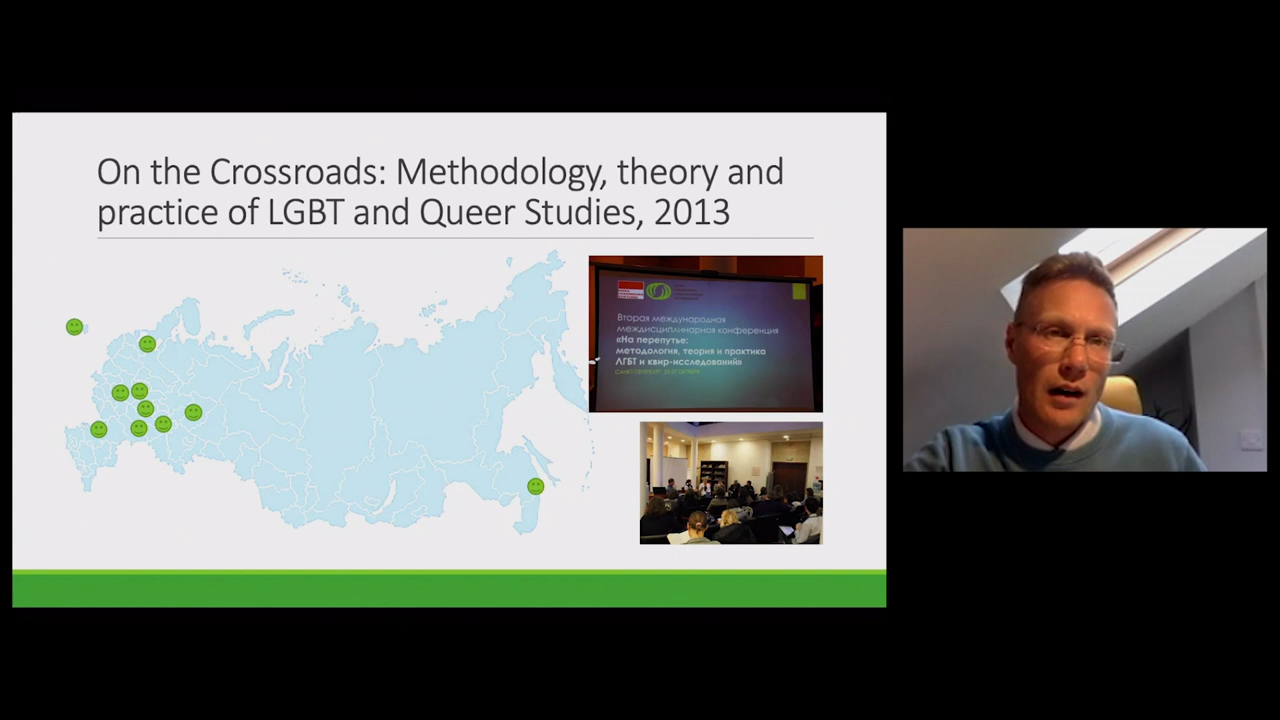 On the Crossroads: Methodology, theory and
practice of LGBT and Queer Studies, 2013
Вторая международная
междисциплинарная конференция
«На перепутье:
методология, теория и практика
ЛГБТ и квир-исследований»